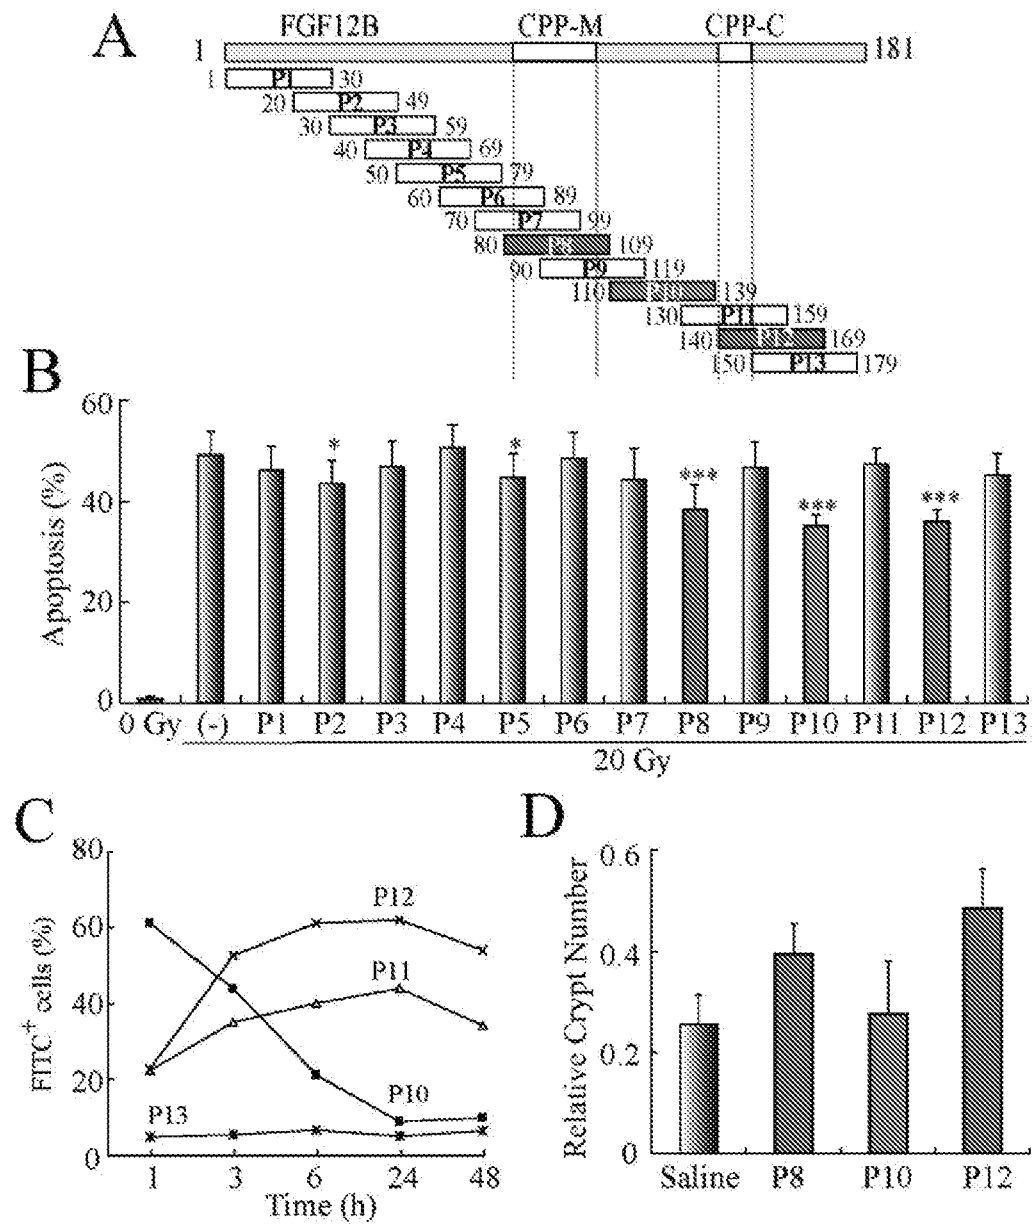 A
FGF12B CPP-M CPP-C
1 181
1 P1 30
20 P2 49
30 P3 59
40 P4 69
50 P5 79
60 P6 89
70 P7 99
80 P8 109
90 P9 119
110 P10 139
130 P11 159
140 P12 169
150 P13 179
B
Apoptosis (%)
60
40
20
0
* * *** *** ***
0 Gy (-) P1 P2 P3 P4 P5 P6 P7 P8 P9 P10 P11 P12 P13
20 Gy
C
FITC+ cells (%)
80
60
40
20
0
P12
P11
P10
P13
1 3 6 24 48
Time (h)
D
Relative Crypt Number
0.6
0.4
0.2
0
Saline P8 P10 P12